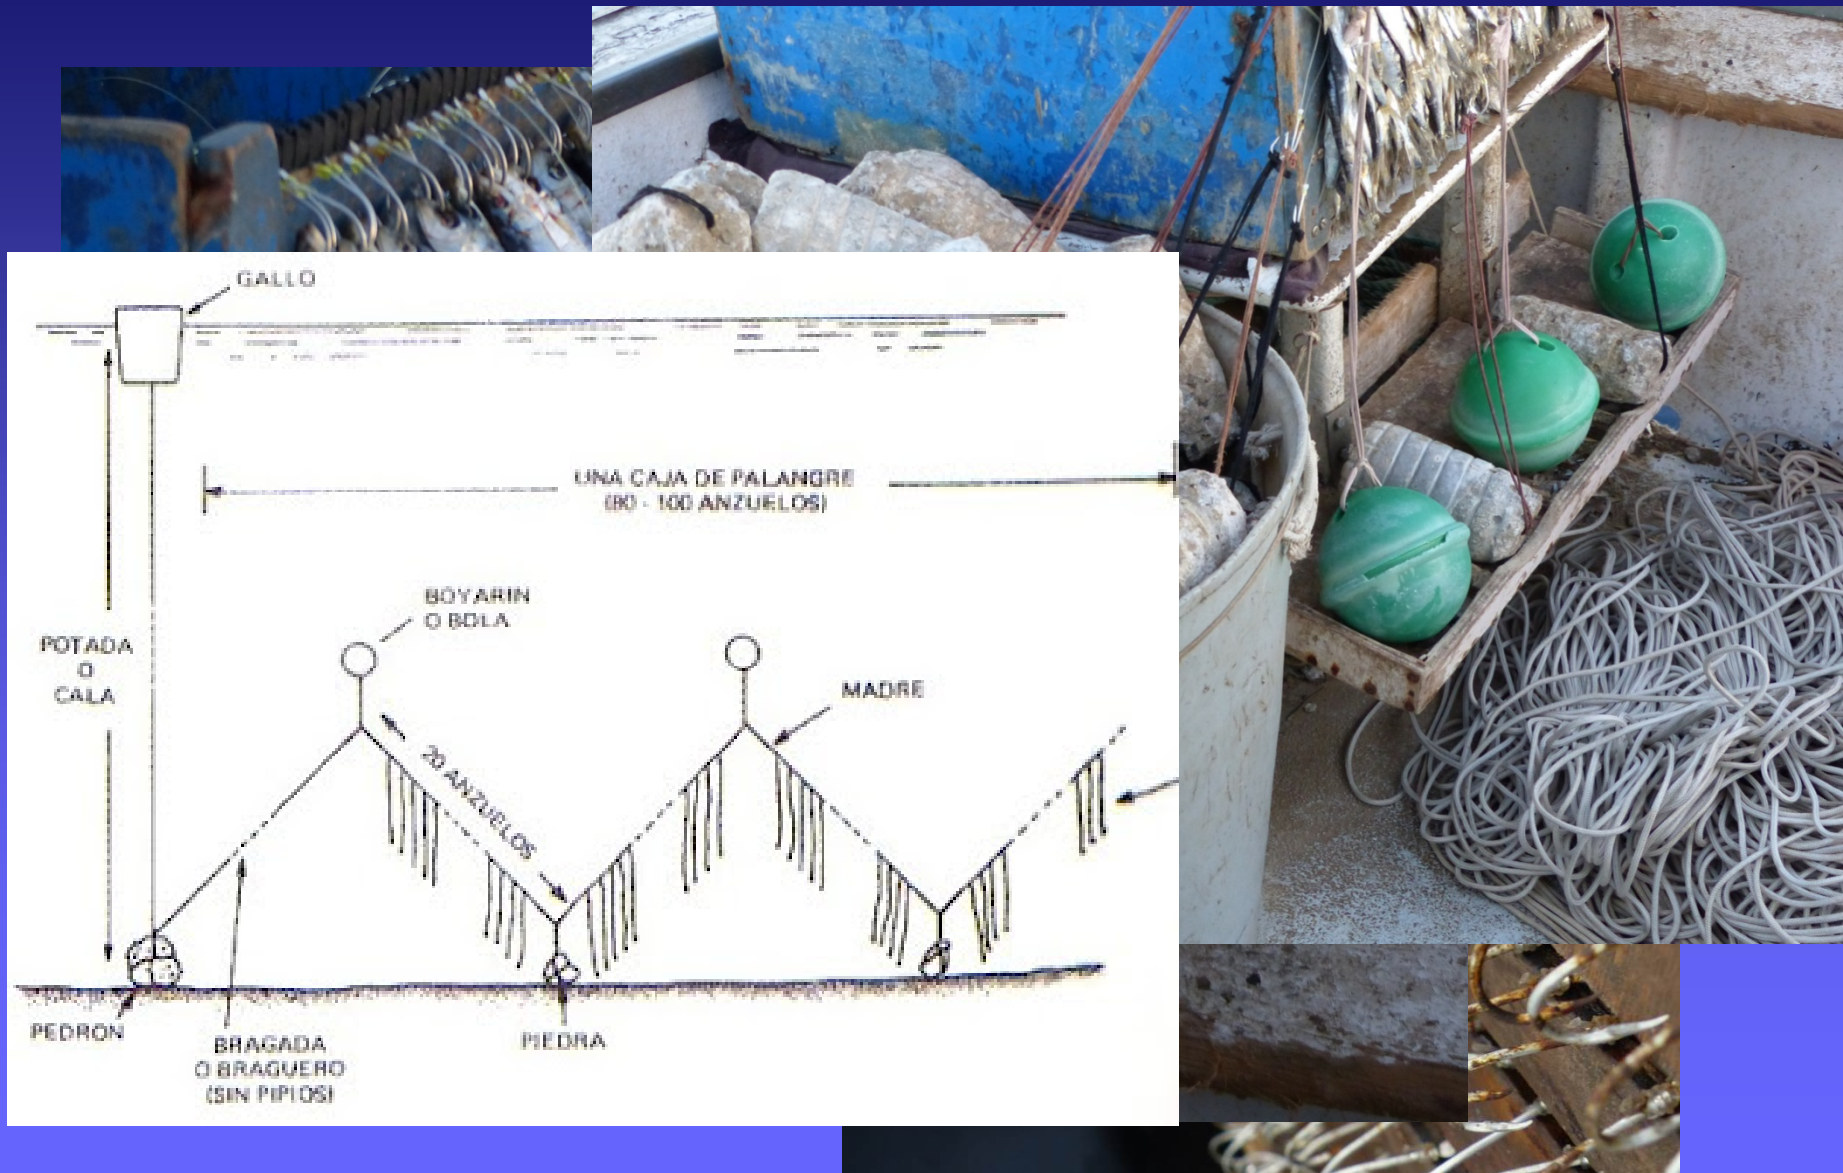 GALLO
UNA CAJA DE PALANGRE
(80 - 100 ANZUELOS)
BOYARIN
O BOLA
POTADA
O
CALA
MADRE
20 ANZUELOS
PEDRON
BRAGADA
O BRAGUERO
(SIN PIPIOS)
PIEDRA